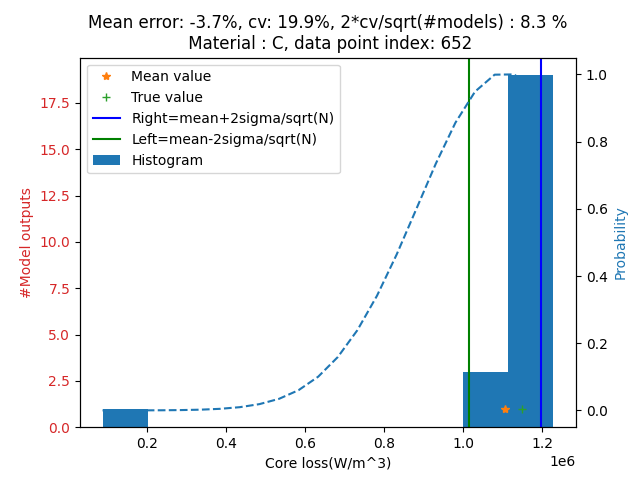 Mean error: -3.7%, cv: 19.9%, 2*cv/sqrt(#models) : 8.3 %
Material : C, data point index: 652
Mean value
True value
Right=mean+2sigma/sqrt(N)
Left=mean-2sigma/sqrt(N)
Histogram
17.5
15.0
12.5
10.0
7.5
5.0
2.5
0.0
#Model outputs
1.0
0.8
0.6
0.4
0.2
0.0
Probability
0.2 0.4 0.6 0.8 1.0 1.2
1e6
Core loss(W/m^3)